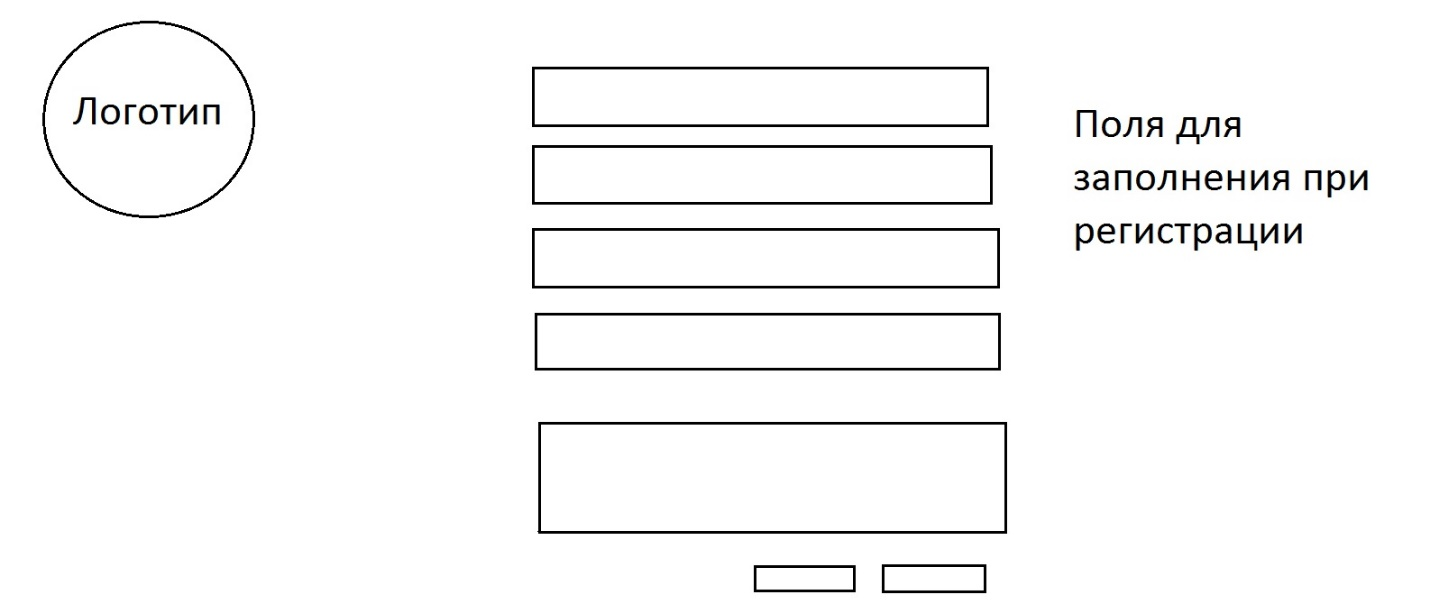 Логотип
Поля для
заполнения при
регистрации